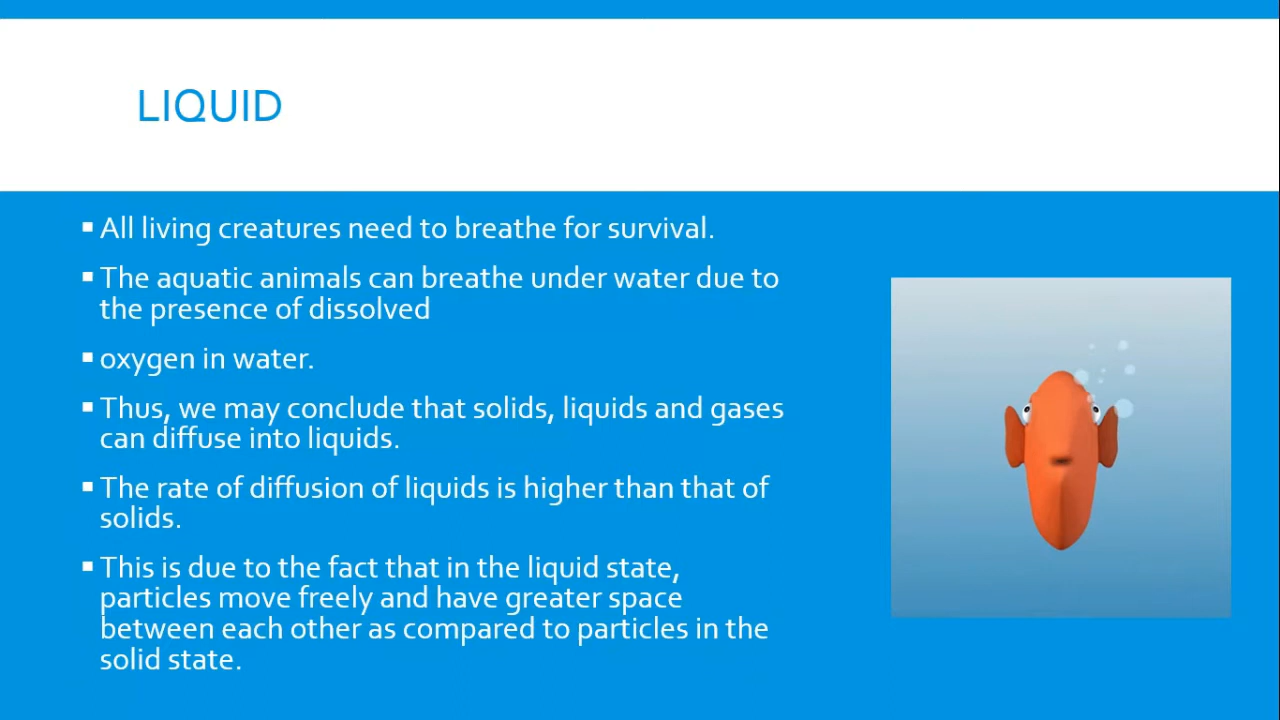 LIQUID
▪ All living creatures need to breathe for survival.
▪ The aquatic animals can breathe under water due to
the presence of dissolved
▪ oxygen in water.
▪ Thus, we may conclude that solids, liquids and gases
can diffuse into liquids.
▪ The rate of diffusion of liquids is higher than that of
solids.
▪ This is due to the fact that in the liquid state,
particles move freely and have greater space
between each other as compared to particles in the
solid state.